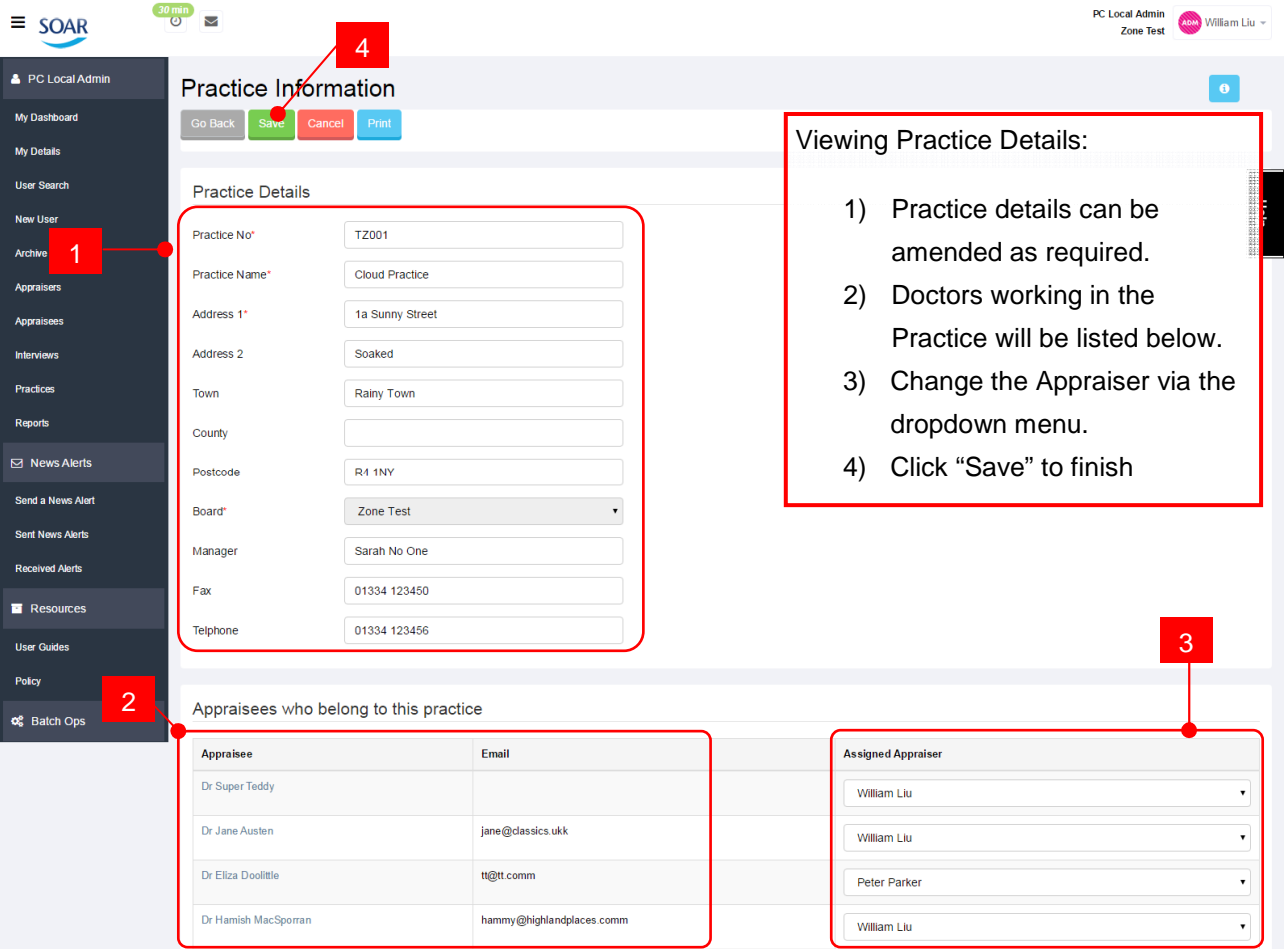 30 min
SOAR
PC Local Admin
Zone Test
ADM
William Liu
4
PC Local Admin
My Dashboard
My Details
User Search
New User
Archive
Appraisers
Appraisees
Interviews
Practices
Reports
News Alerts
Send a News Alert
Sent News Alerts
Received Alerts
Resources
User Guides
Policy
Batch Ops
Practice Information
Go Back Save Cancel Print
Viewing Practice Details:
1) Practice details can be
amended as required.
2) Doctors working in the
Practice will be listed below.
3) Change the Appraiser via the
dropdown menu.
4) Click “Save” to finish
1
Practice Details
Practice No* TZ001
Practice Name* Cloud Practice
Address 1* 1a Sunny Street
Address 2 Soaked
Town Rainy Town
County
Postcode R4 1NY
Board* Zone Test
Manager Sarah No One
Fax 01334 123450
Telphone 01334 123456
3
2
Appraisees who belong to this practice
Appraisee Email Assigned Appraiser
Dr Super Teddy William Liu
Dr Jane Austen jane@classics.ukk William Liu
Dr Eliza Doolittle tt@tt.comm Peter Parker
Dr Hamish MacSporran hammy@highlandplaces.comm William Liu